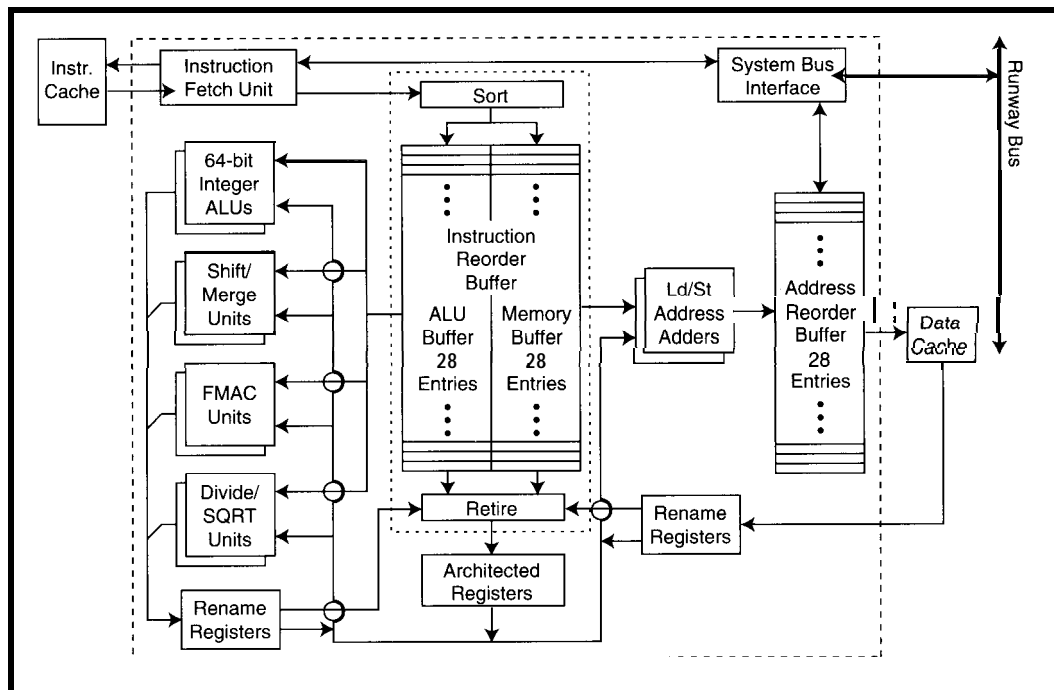 Instr.
Cache
Instruction
Fetch Unit
Sort
System Bus
Interface
Runway Bus
64-bit
Integer
ALUs
Shift/
Merge
Units
FMAC
Units
Divide/
SQRT
Units
Rename
Registers
Instruction
Reorder
Buffer
ALU
Buffer
28
Entries
Memory
Buffer
28
Entries
Retire
Architected
Registers
Ld/St
Address
Adders
Address
Reorder
Buffer
28
Entries
Data
Cache
Rename
Registers